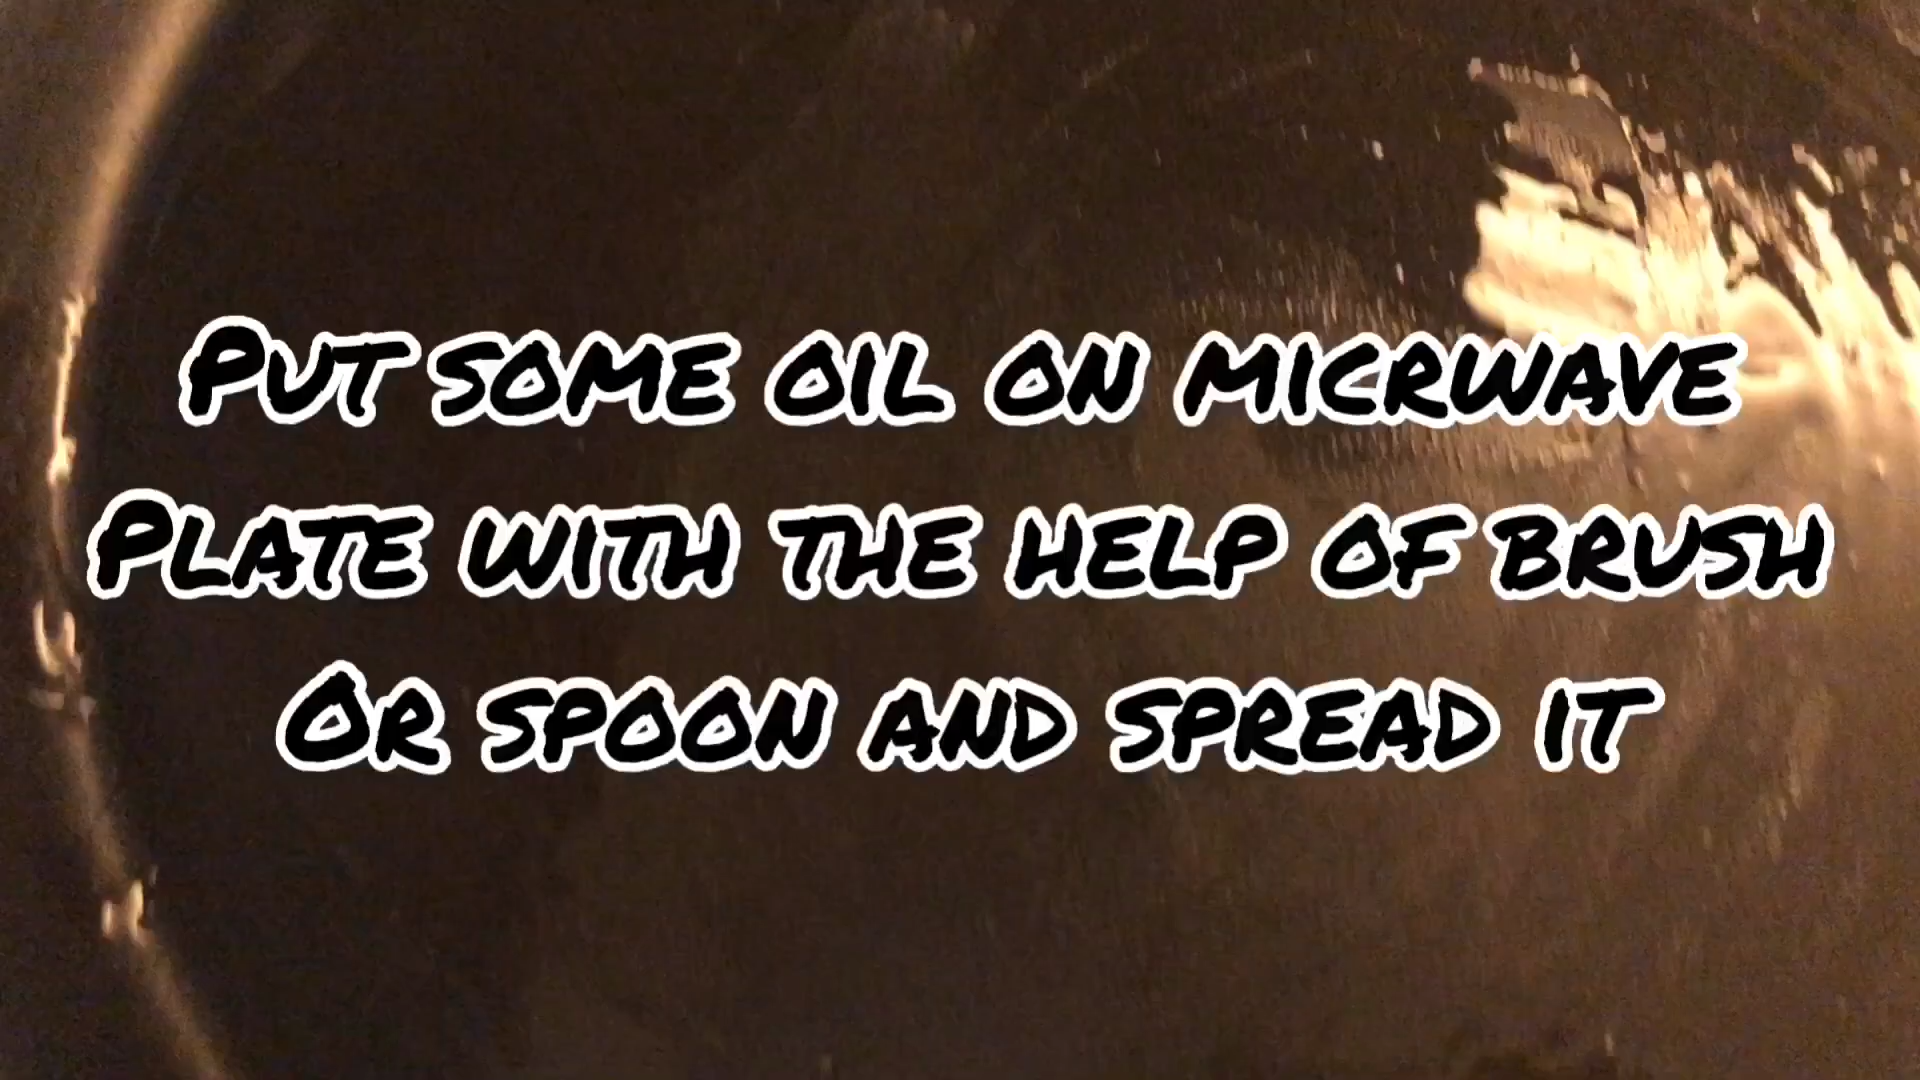 Put some oil on micrwave
Plate with the help of brush
Or spoon and spread it